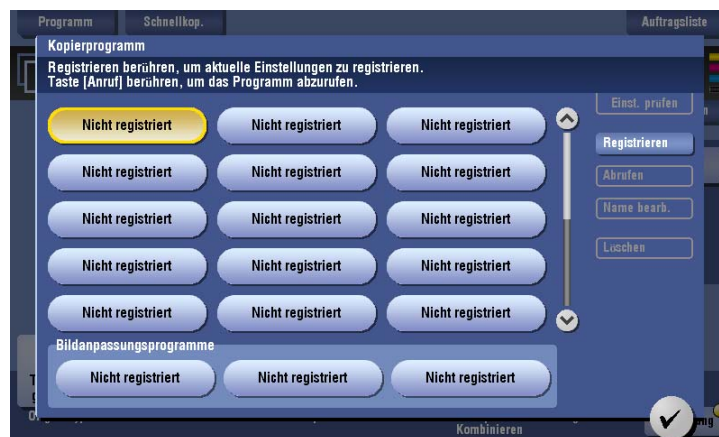 Programm Schnellkop. Auftragsliste
Kopierprogramm
Registrieren berühren, um aktuelle Einstellungen zu registrieren.
Taste [Anruf] berühren, um das Programm abzurufen.
Einst. prüfen
Nicht registriert Nicht registriert Nicht registriert
Registrieren
Nicht registriert Nicht registriert Nicht registriert
Abrufen
Nicht registriert Nicht registriert Nicht registriert
Name bearb.
Nicht registriert Nicht registriert Nicht registriert
Löschen
Nicht registriert Nicht registriert Nicht registriert
Bildanpassungsprogramme
Nicht registriert Nicht registriert Nicht registriert
Kombinieren